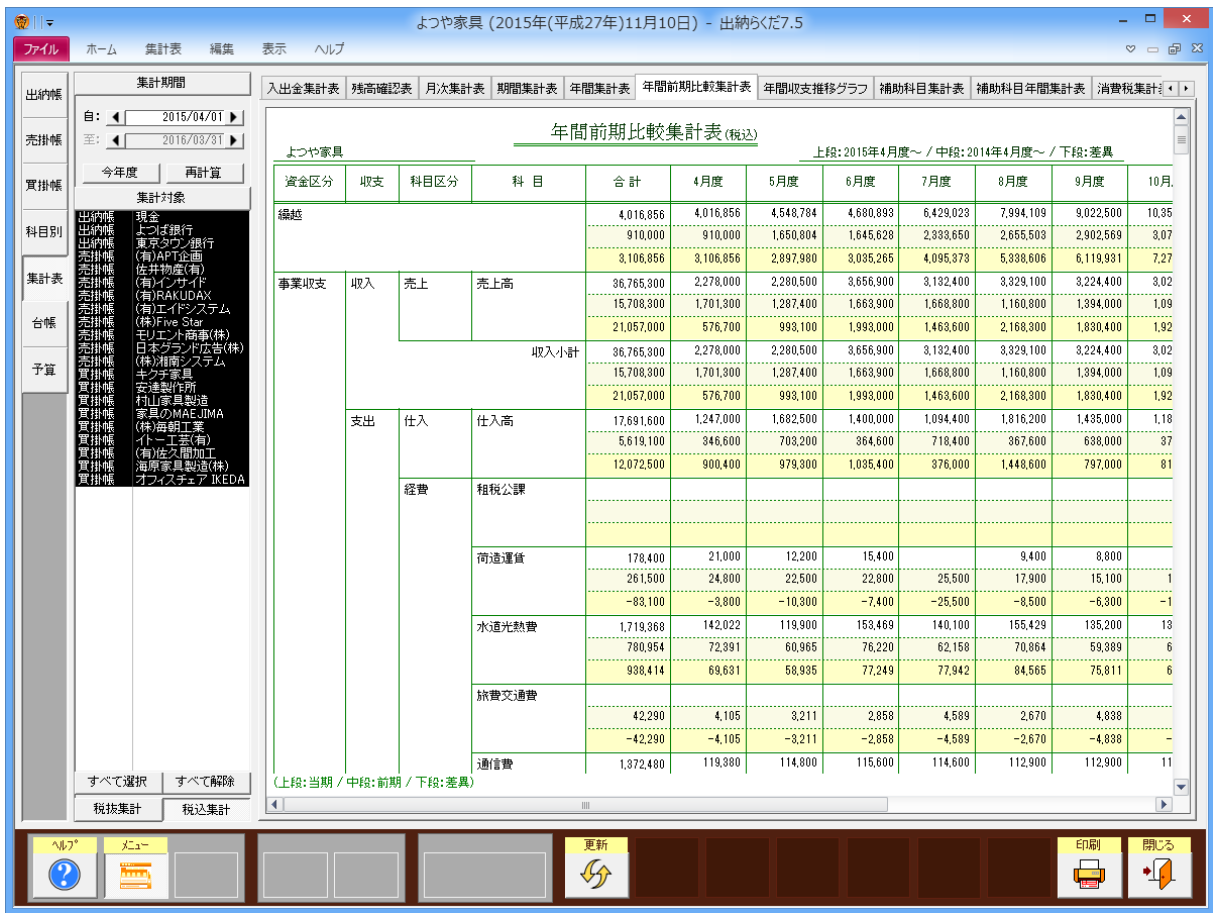 よつや家具 (2015年(平成27年)11月10日) - 出納らくだ7.5
ファイル ホーム 集計表 編集 表示 ヘルプ
出納帳
売掛帳
買掛帳
科目別
集計表
台帳
予算
集計期間
自: 2015/04/01
至: 2016/03/31
今年度 再計算
集計対象
出納帳 現金
出納帳 よつば銀行
出納帳 東京タウン銀行
売掛帳 (有)APT企画
売掛帳 佐井物産(有)
売掛帳 (有)インサイド
売掛帳 (有)RAKUDAX
売掛帳 (有)エイドシステム
売掛帳 (株)Five Star
売掛帳 モリエント商事(株)
売掛帳 日本グランド広告(株)
売掛帳 (株)湘南システム
買掛帳 キクチ家具
買掛帳 安達製作所
買掛帳 村山家具製造
買掛帳 家具のMAEJIMA
買掛帳 (株)毎朝工業
買掛帳 イトー工芸(有)
買掛帳 (有)佐久間加工
買掛帳 海原家具製造(株)
買掛帳 オフィスチェア IKEDA
すべて選択 すべて解除
税抜集計 税込集計
入出金集計表 残高確認表 月次集計表 期間集計表 年間集計表 年間前期比較集計表 年間収支推移グラフ 補助科目集計表 補助科目年間集計表 消費税集計
年間前期比較集計表(税込)
よつや家具 上段:2015年4月度～ / 中段:2014年4月度～ / 下段:差異
資金区分 収支 科目区分 科 目 合 計 4月度 5月度 6月度 7月度 8月度 9月度 10月
繰越 4,016,856 4,016,856 4,548,784 4,680,893 6,429,023 7,994,109 9,022,500 10,35
910,000 910,000 1,650,804 1,645,628 2,333,650 2,655,503 2,902,569 3,07
3,106,856 3,106,856 2,897,980 3,035,265 4,095,373 5,338,606 6,119,931 7,27
事業収支 収入 売上 売上高 36,765,300 2,278,000 2,280,500 3,656,900 3,132,400 3,329,100 3,224,400 3,02
15,708,300 1,701,300 1,287,400 1,663,900 1,668,800 1,160,800 1,394,000 1,09
21,057,000 576,700 993,100 1,993,000 1,463,600 2,168,300 1,830,400 1,92
収入小計 36,765,300 2,278,000 2,280,500 3,656,900 3,132,400 3,329,100 3,224,400 3,02
15,708,300 1,701,300 1,287,400 1,663,900 1,668,800 1,160,800 1,394,000 1,09
21,057,000 576,700 993,100 1,993,000 1,463,600 2,168,300 1,830,400 1,92
支出 仕入 仕入高 17,691,600 1,247,000 1,682,500 1,400,000 1,094,400 1,816,200 1,435,000 1,18
5,619,100 346,600 703,200 364,600 718,400 367,600 638,000 37
12,072,500 900,400 979,300 1,035,400 376,000 1,448,600 797,000 81
経費 租税公課
荷造運賃 178,400 21,000 12,200 15,400 9,400 8,800
261,500 24,800 22,500 22,800 25,500 17,900 15,100 1
-83,100 -3,800 -10,300 -7,400 -25,500 -8,500 -6,300 -1
水道光熱費 1,719,368 142,022 119,900 153,469 140,100 155,429 135,200 13
780,954 72,391 60,965 76,220 62,158 70,864 59,389 6
938,414 69,631 58,935 77,249 77,942 84,565 75,811 6
旅費交通費
42,290 4,105 3,211 2,858 4,589 2,670 4,838
-42,290 -4,105 -3,211 -2,858 -4,589 -2,670 -4,838 -
通信費 1,372,480 119,380 114,800 115,600 114,600 112,900 112,900 11
(上段:当期 / 中段:前期 / 下段:差異)
ヘルプ メニュー 更新 印刷 閉じる